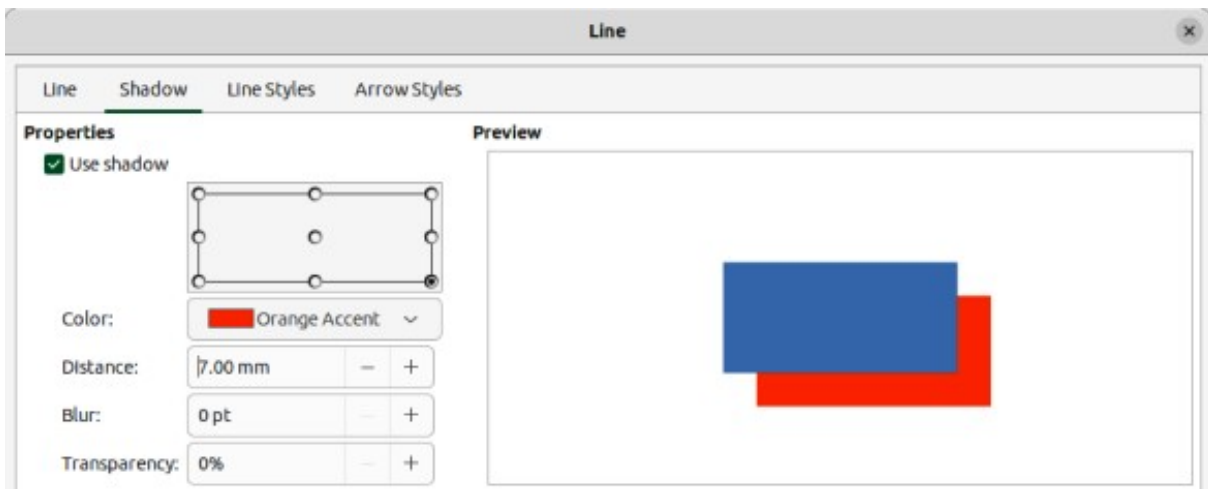 Line
Line Shadow Line Styles Arrow Styles
Properties
Preview
Use shadow
Color: Orange Accent
Distance: 7.00 mm
Blur: 0 pt
Transparency: 0%